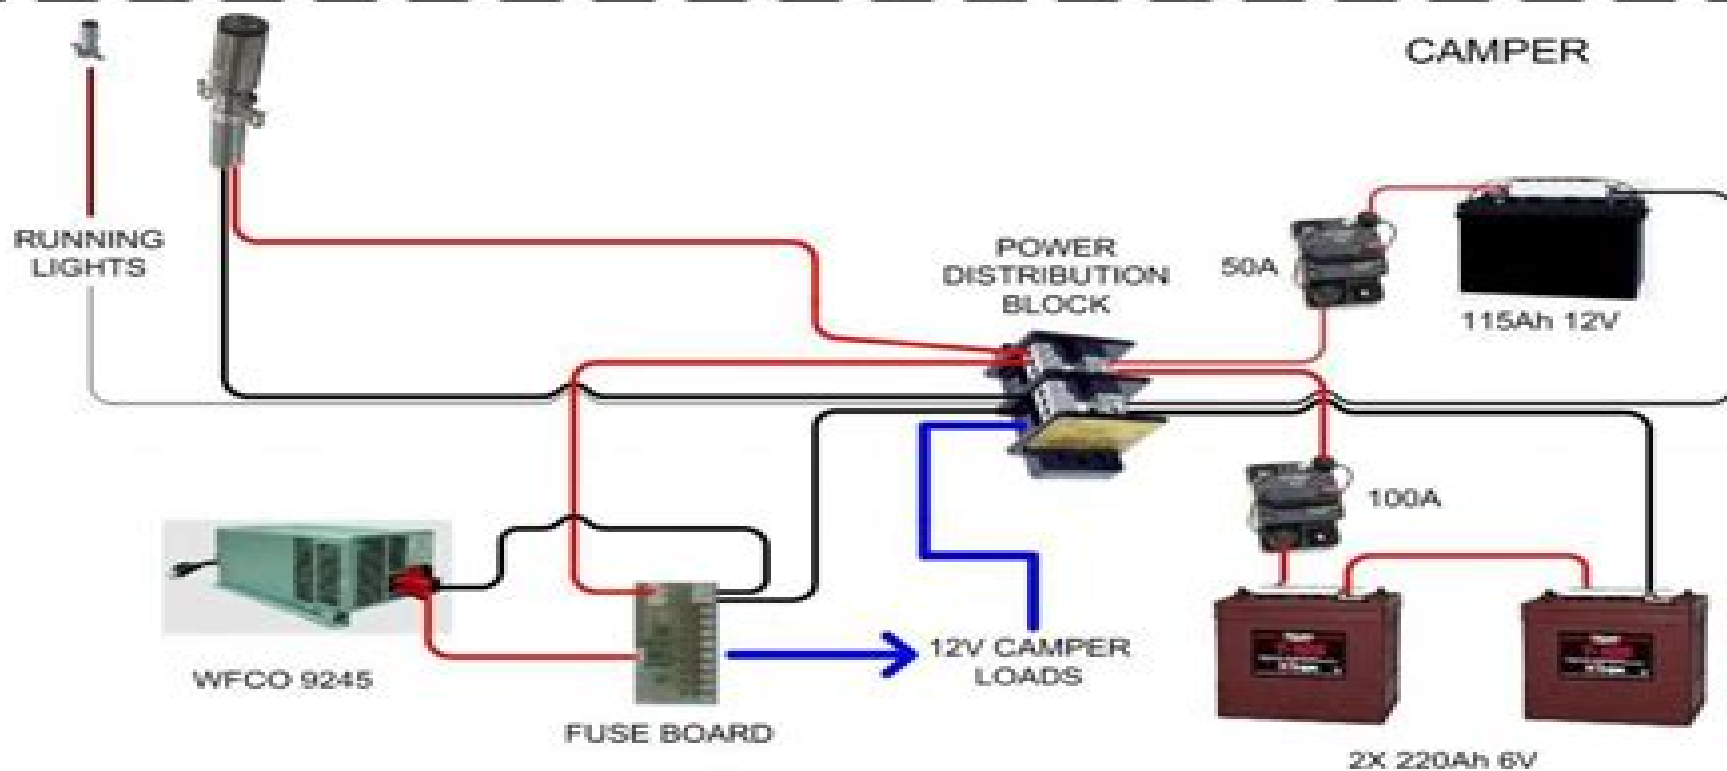 CAMPER
RUNNING
LIGHTS
POWER
DISTRIBUTION
BLOCK
50A
115Ah 12V
100A
WFCO 9245
12V CAMPER
LOADS
FUSE BOARD
2X 220Ah 6V